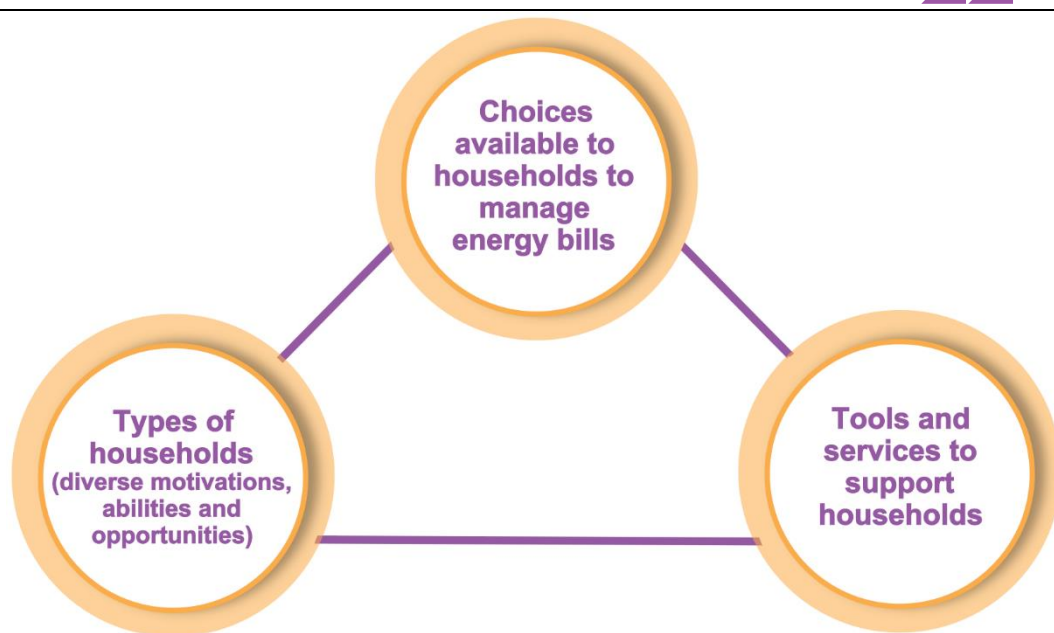 Choices
available to
households to
manage
energy bills
Types of
households
(diverse motivations,
abilities and
opportunities)
Tools and
services to
support
households